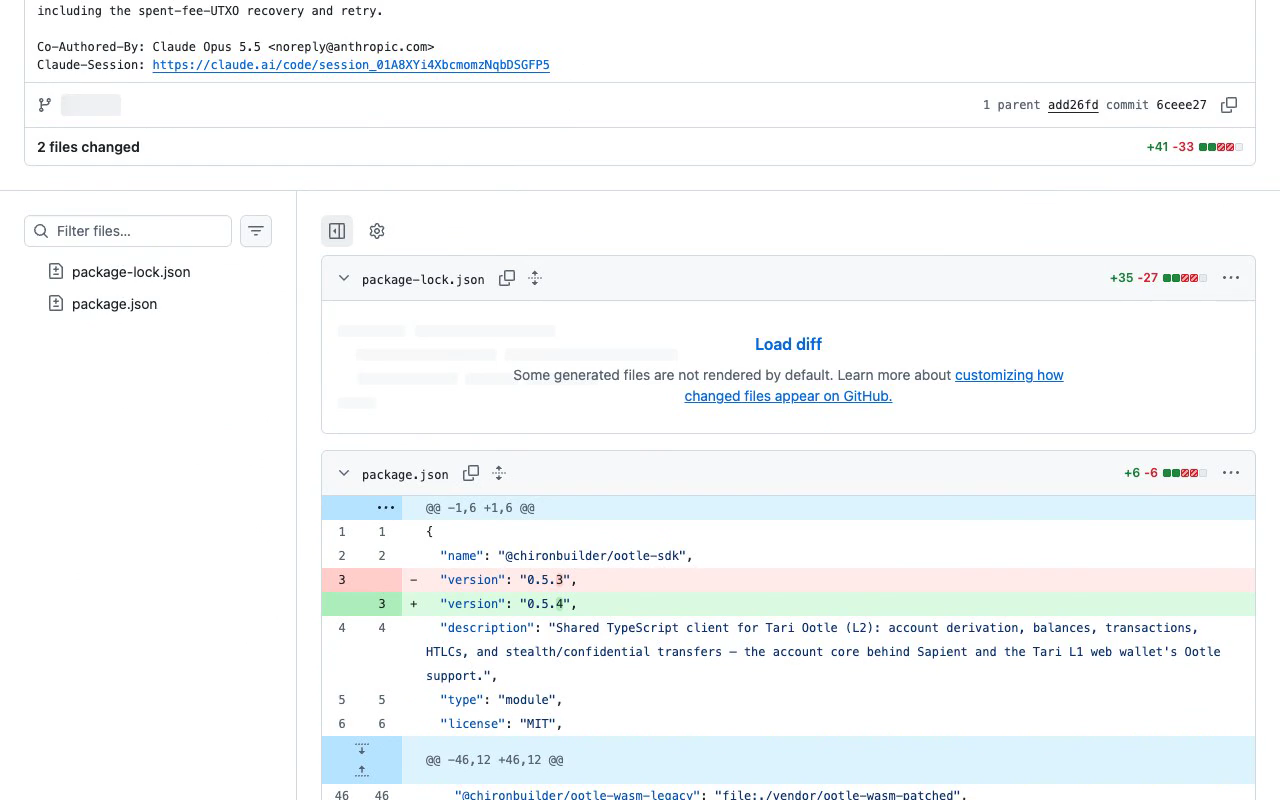 including the spent-fee-UTXO recovery and retry.
Co-Authored-By: Claude Opus 5.5 <noreply@anthropic.com>
Claude-Session: https://claude.ai/code/session_01A8XYi4XbcmomzNqbDSGFP5
1 parent add26fd commit 6ceee27
2 files changed
+41 -33
Filter files...
package-lock.json
package.json
package-lock.json
+35 -27
Load diff
Some generated files are not rendered by default. Learn more about customizing how
changed files appear on GitHub.
package.json
+6 -6
@@ -1,6 +1,6 @@
1 1 {
2 2 "name": "@chironbuilder/ootle-sdk",
3 - "version": "0.5.3",
3 + "version": "0.5.4",
4 4 "description": "Shared TypeScript client for Tari Ootle (L2): account derivation, balances, transactions,
HTLCs, and stealth/confidential transfers — the account core behind Sapient and the Tari L1 web wallet's Ootle
support.",
5 5 "type": "module",
6 6 "license": "MIT",
@@ -46,12 +46,12 @@
46 46 "@chironbuilder/ootle-wasm-legacy": "file:./vendor/ootle-wasm-patched",